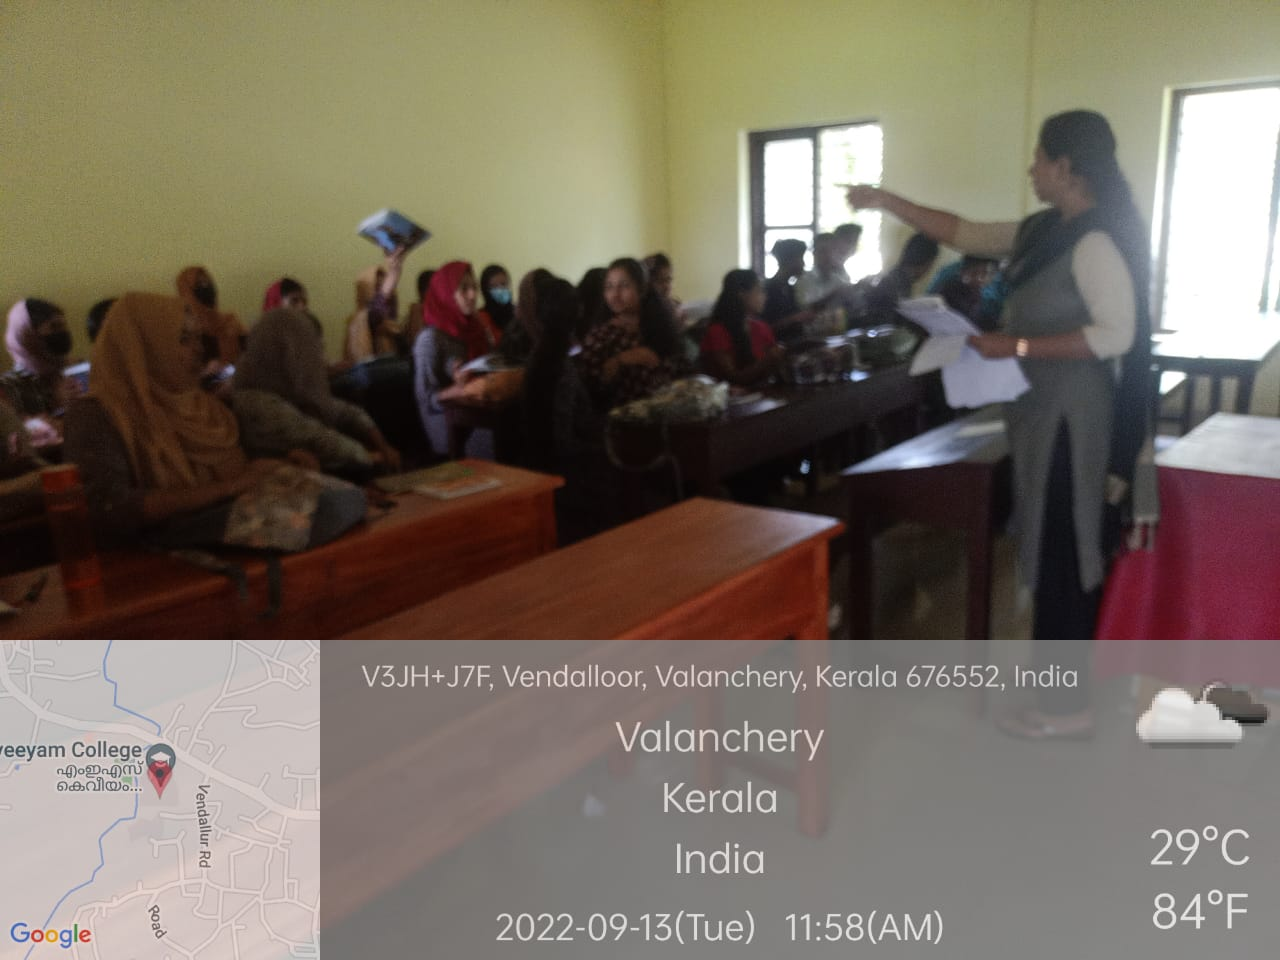 V3JH+J7F, Vendalloor, Valanchery, Kerala 676552, India
Valanchery
Kerala
India
2022-09-13(Tue) 11:58(AM)
29°C
84°F
veeyam College
എംഇഎസ്
കെവീയം...
Vendallur Rd
Road
Google